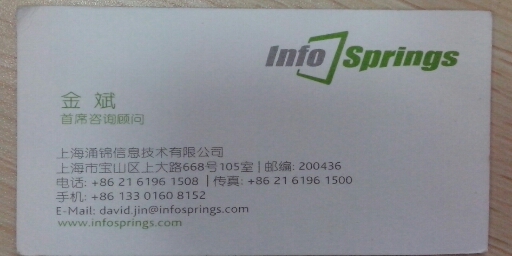 Info Springs
金 斌
首席咨询顾问
上海涌锦信息技术有限公司
上海市宝山区上大路668号105室 | 邮编: 200436
电话: +86 21 6196 1508 | 传真: +86 21 6196 1500
手机: +86 133 0160 8152
E-Mail: david.jin@infosprings.com
www.infosprings.com